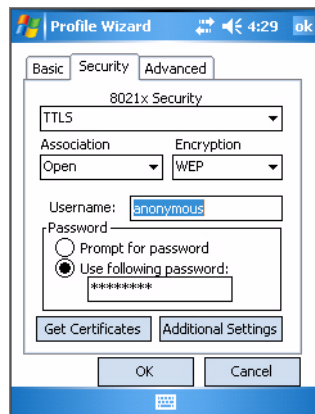 Profile Wizard 4:29 ok
Basic Security Advanced
8021x Security
TTLS
Association Encryption
Open WEP
Username: anonymous
Password
Prompt for password
Use following password:
********
Get Certificates Additional Settings
OK Cancel